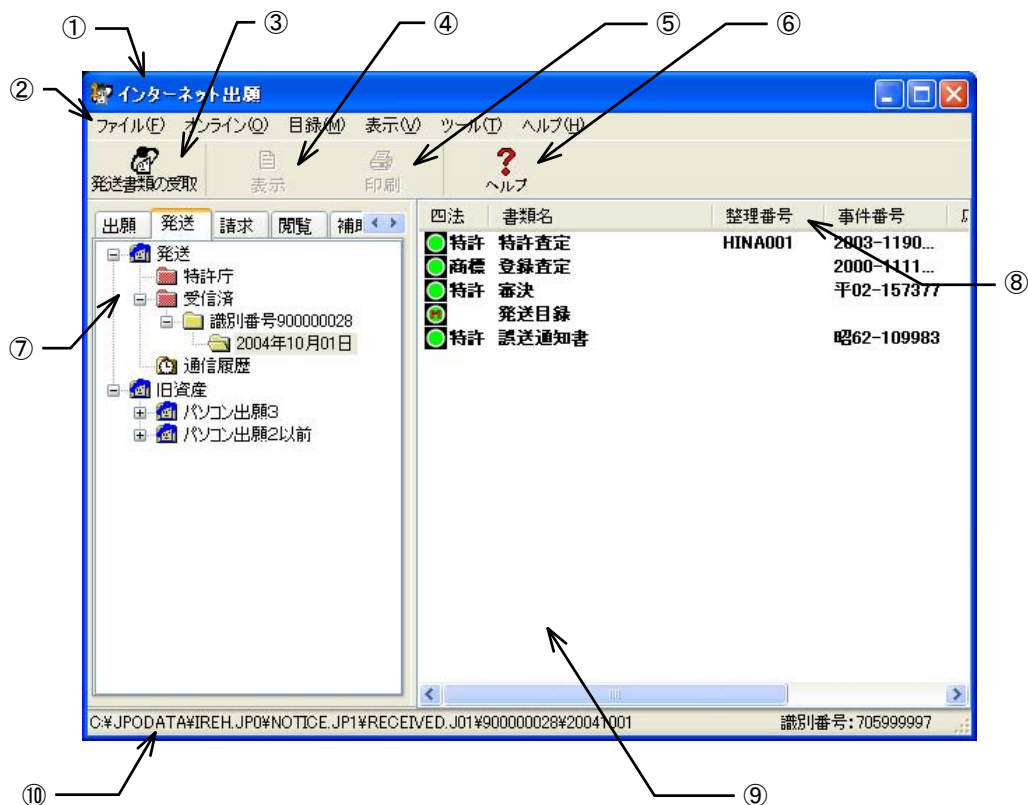 ① ③ ④ ⑤ ⑥
②
インターネット出願
ファイル(F) オンライン(O) 目録(M) 表示(V) ツール(T) ヘルプ(H)
発送書類の受取 表示 印刷 ヘルプ
出願 発送 請求 閲覧
発送
特許庁
受信済
識別番号900000028
2004年10月01日
通信履歴
旧資産
パソコン出願3
パソコン出願2以前
⑦
四法 書類名 整理番号 事件番号
特許 特許査定 HINA001 2003-1190...
商標 登録査定 2000-1111...
特許 審決 平02-157377
発送目録
特許 誤送通知書 昭62-109983
⑧
C:¥JPODATA¥IREH.JP0¥NOTICE.JP1¥RECEIVED.J01¥900000028¥20041001 識別番号:705999997
⑩ ⑨